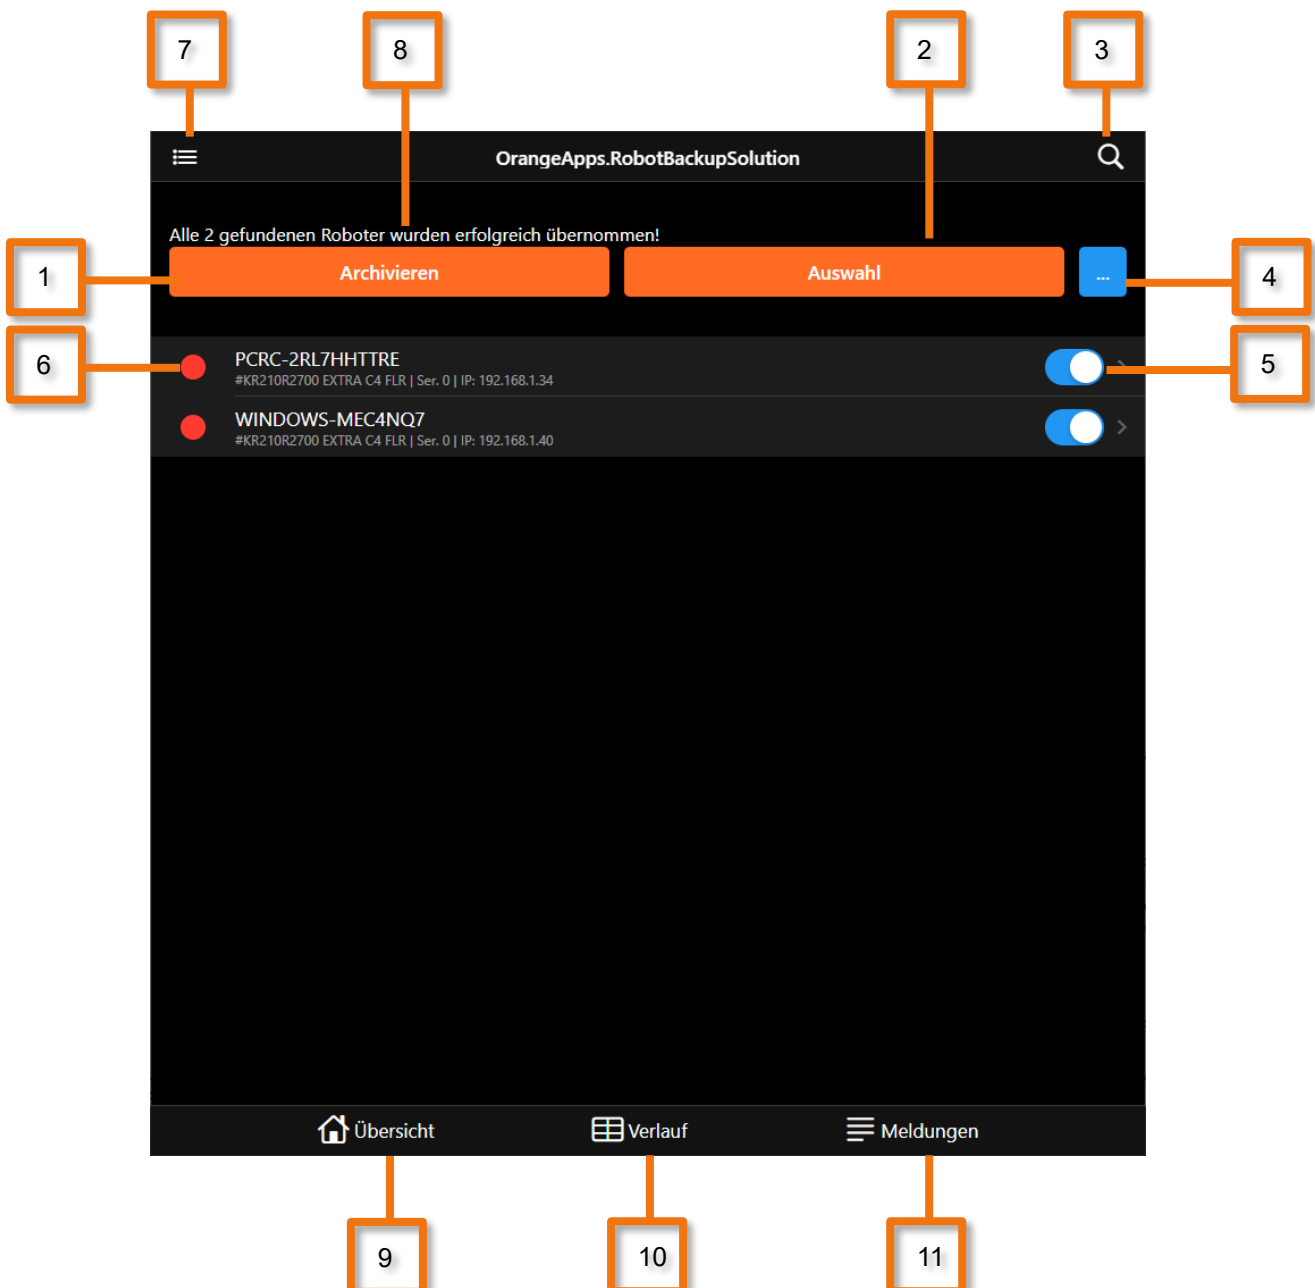 7 8 2 3
OrangeApps.RobotBackupSolution
Alle 2 gefundenen Roboter wurden erfolgreich übernommen!
1 Archivieren Auswahl ... 4
6 PCRC-2RL7HHTTRE 5
#KR210R2700 EXTRA C4 FLR | Ser. 0 | IP: 192.168.1.34
WINDOWS-MEC4NQ7
#KR210R2700 EXTRA C4 FLR | Ser. 0 | IP: 192.168.1.40
Übersicht Verlauf Meldungen
9 10 11